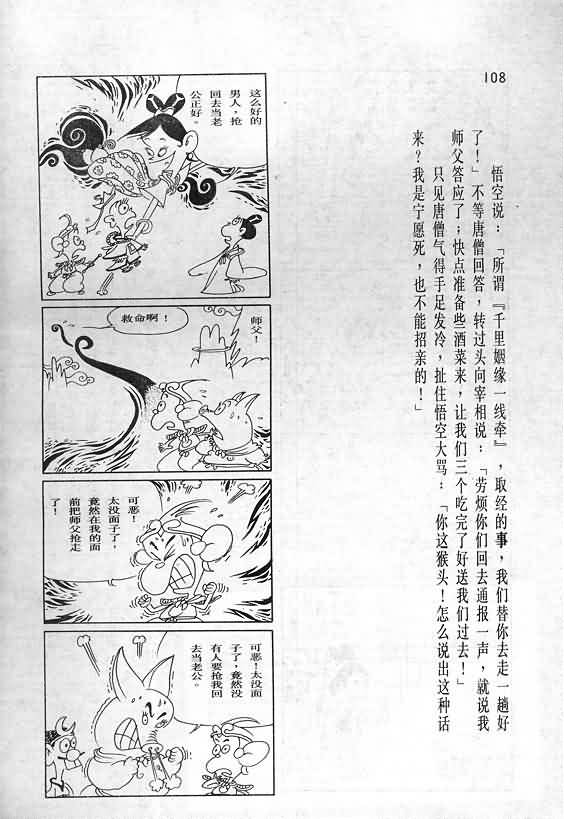 108
悟空说：「所谓『千里姻缘一线牵』，取经的事，我们替你去走一趟好
了！」不等唐僧回答，转过头向宰相说：「劳烦你们回去通报一声，就说我
师父答应了；快点准备些酒菜来，让我们三个吃完了好送我们过去！」
只见唐僧气得手足发冷，扯住悟空大骂：「你这猴头！怎么说出这种话
来？我是宁愿死，也不能招亲的！」
这么好的
男人，抢
回去当老
公正好。
师父！
救命啊！
可恶！
太没面子了，
竟然在我的面
前把师父抢走
了！
可恶！太没面
子了，竟然没
有人要抢我回
去当老公。